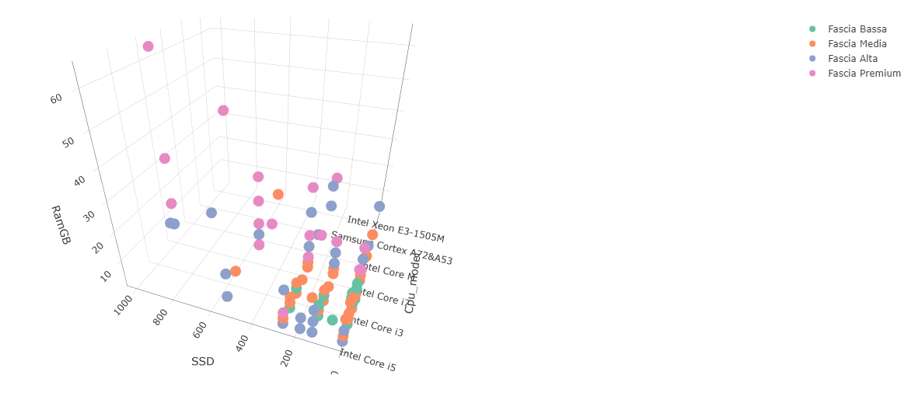 Fascia Bassa
Fascia Media
Fascia Alta
Fascia Premium
60
50
40
30
20
10
RamGB
1000
800
600
400
200
0
SSD
Intel Xeon E3-1505M
Samsung Cortex A72&A53
Intel Core M
Intel Core i7
Intel Core i3
Intel Core i5
Cpu_model